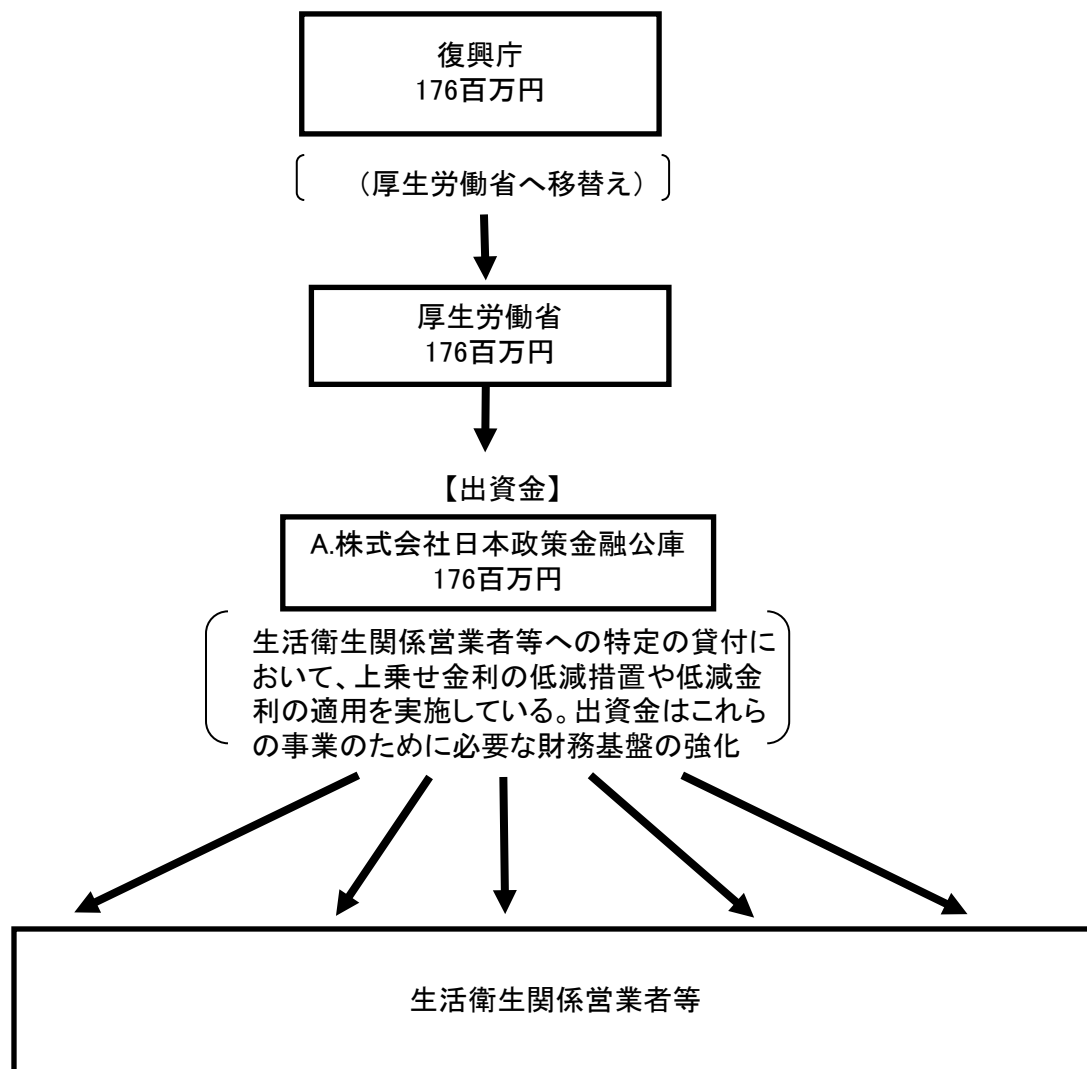 復興庁
176百万円
（厚生労働省へ移替え）
厚生労働省
176百万円
【出資金】
A.株式会社日本政策金融公庫
176百万円
生活衛生関係営業者等への特定の貸付に
おいて、上乗せ金利の低減措置や低減金
利の適用を実施している。出資金はこれら
の事業のために必要な財務基盤の強化
生活衛生関係営業者等